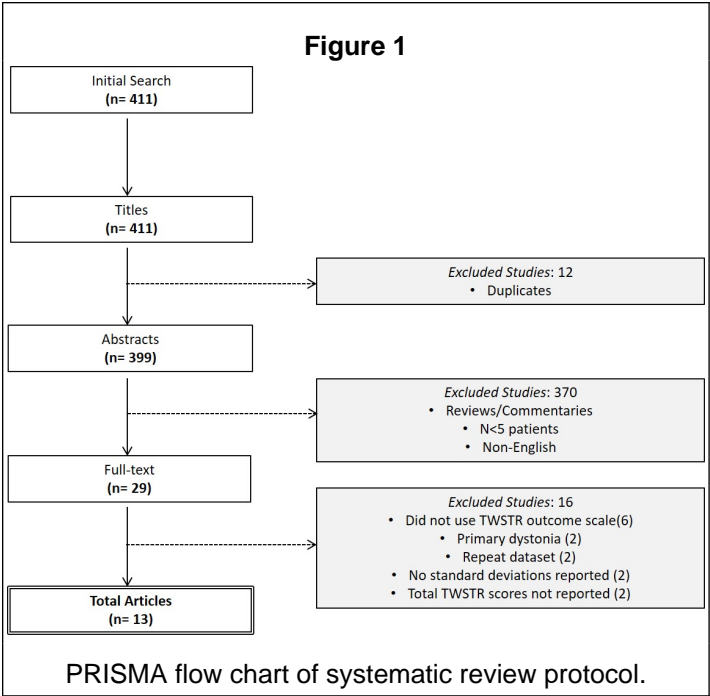 Figure 1
Initial Search
(n= 411)
Titles
(n= 411)
Excluded Studies: 12
• Duplicates
Abstracts
(n= 399)
Excluded Studies: 370
• Reviews/Commentaries
• N<5 patients
• Non-English
Full-text
(n= 29)
Excluded Studies: 16
• Did not use TWSTR outcome scale(6)
• Primary dystonia (2)
• Repeat dataset (2)
• No standard deviations reported (2)
• Total TWSTR scores not reported (2)
Total Articles
(n= 13)
PRISMA flow chart of systematic review protocol.